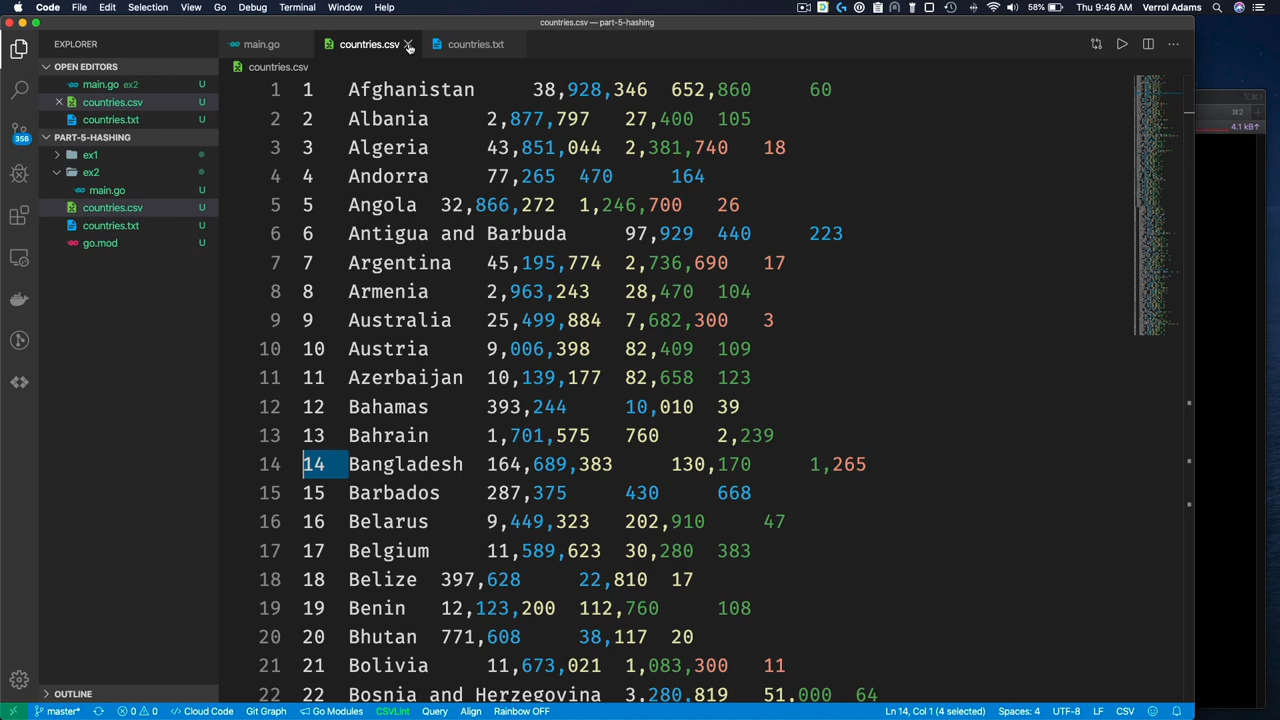 Code File Edit Selection View Go Debug Terminal Window Help 58% Thu 9:46 AM Verrol Adams
countries.csv — part-5-hashing
EXPLORER
main.go countries.csv countries.txt
OPEN EDITORS
main.go ex2 U
countries.csv U
countries.txt U
PART-5-HASHING
ex1
ex2
main.go U
countries.csv U
countries.txt U
go.mod U
356
countries.csv
1 1 Afghanistan 38,928,346 652,860 60
2 2 Albania 2,877,797 27,400 105
3 3 Algeria 43,851,044 2,381,740 18
4 4 Andorra 77,265 470 164
5 5 Angola 32,866,272 1,246,700 26
6 6 Antigua and Barbuda 97,929 440 223
7 7 Argentina 45,195,774 2,736,690 17
8 8 Armenia 2,963,243 28,470 104
9 9 Australia 25,499,884 7,682,300 3
10 10 Austria 9,006,398 82,409 109
11 11 Azerbaijan 10,139,177 82,658 123
12 12 Bahamas 393,244 10,010 39
13 13 Bahrain 1,701,575 760 2,239
14 14 Bangladesh 164,689,383 130,170 1,265
15 15 Barbados 287,375 430 668
16 16 Belarus 9,449,323 202,910 47
17 17 Belgium 11,589,623 30,280 383
18 18 Belize 397,628 22,810 17
19 19 Benin 12,123,200 112,760 108
20 20 Bhutan 771,608 38,117 20
21 21 Bolivia 11,673,021 1,083,300 11
22 22 Bosnia and Herzegovina 3,280,819 51,000 64
⌥⌘1
⌘2
4.1 kB↑
OUTLINE
master* 0 0 Cloud Code Git Graph Go Modules CSVLint Query Align Rainbow OFF Ln 14, Col 1 (4 selected) Spaces: 4 UTF-8 LF CSV